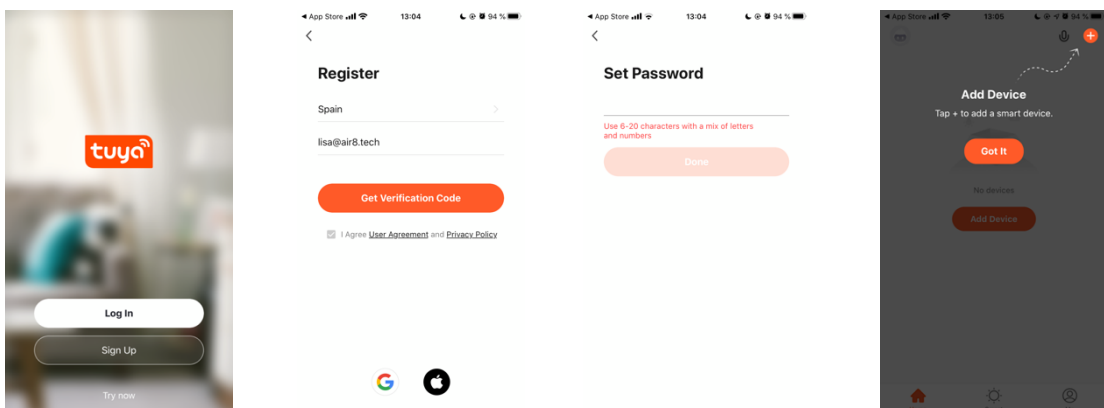 tuya
Log In
Sign Up
Try now
◄ App Store 13:04 94 %
Register
Spain
lisa@air8.tech
Get Verification Code
I Agree User Agreement and Privacy Policy
◄ App Store 13:04 94 %
Set Password
Use 6-20 characters with a mix of letters
and numbers
Done
◄ App Store 13:05 94 %
Add Device
Tap + to add a smart device.
Got It
No devices
Add Device